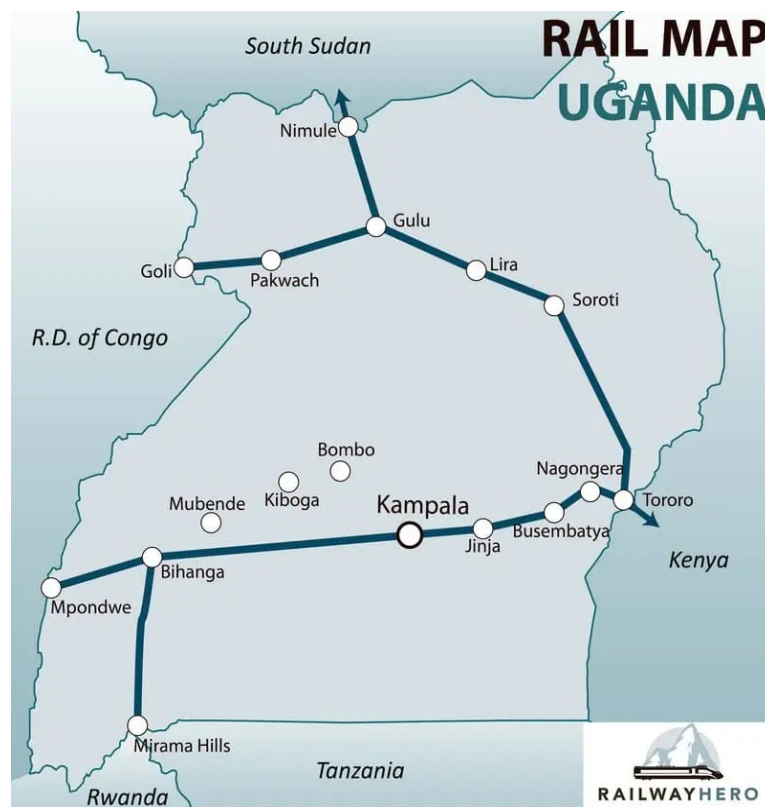 South Sudan
RAIL MAP
UGANDA
Nimule
Gulu
Goli
Pakwach
Lira
Soroti
R.D. of Congo
Bombo
Kiboga
Mubende
Nagongera
Kampala
Tororo
Busembatya
Jinja
Bihanga
Kenya
Mpondwe
Mirama Hills
Tanzania
Rwanda
RAILWAYHERO